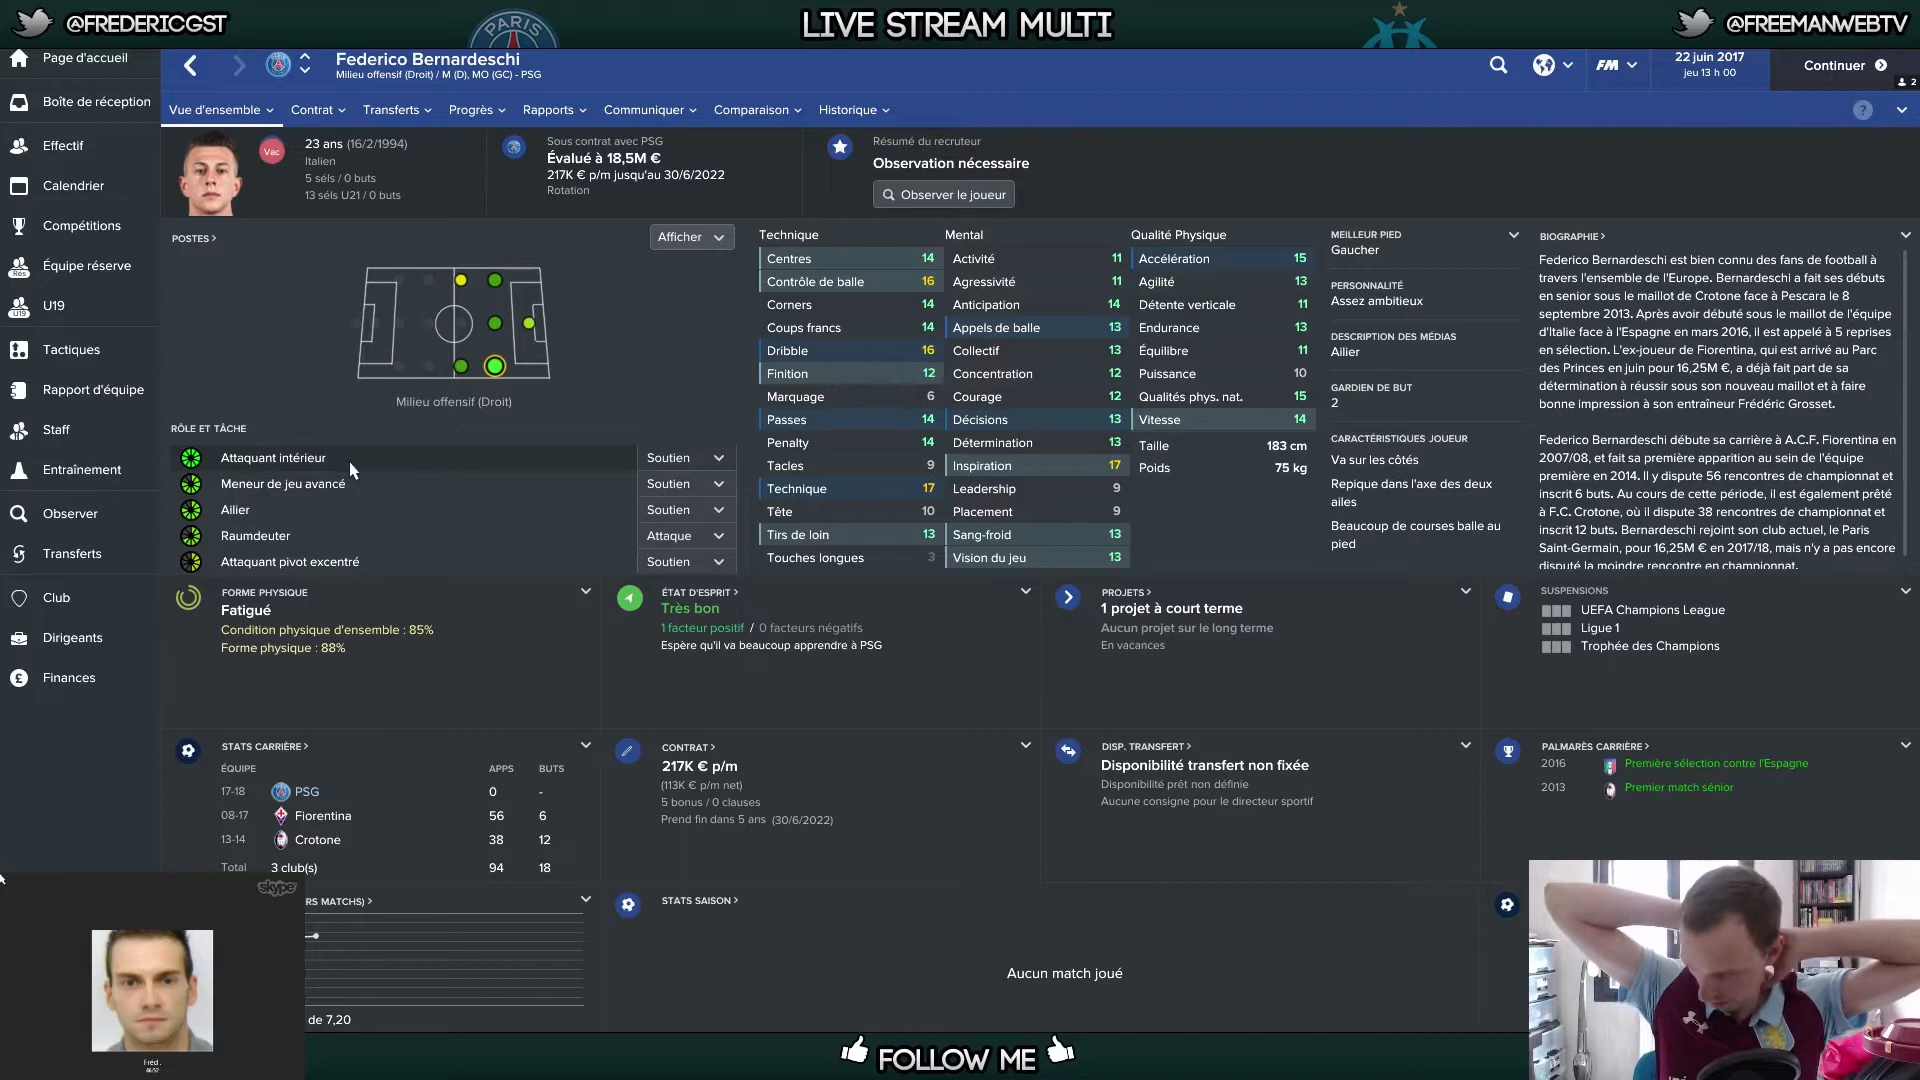 @FREDERICGST
LIVE STREAM MULTI
@FREEMANWEBTV
PARIS
Page d'accueil
Boîte de réception
Effectif
Calendrier
Compétitions
Équipe réserve
U19
Tactiques
Rapport d'équipe
Staff
Entraînement
Observer
Transferts
Club
Dirigeants
Finances
Federico Bernardeschi
Milieu offensif (Droit) / M (D), MO (GC) - PSG
FM
22 juin 2017
jeu 13 h 00
Continuer
2
Vue d'ensemble
Contrat
Transferts
Progrès
Rapports
Communiquer
Comparaison
Historique
Vac
23 ans (16/2/1994)
Italien
5 séls / 0 buts
13 séls U21 / 0 buts
Sous contrat avec PSG
Évalué à 18,5M €
217K € p/m jusqu'au 30/6/2022
Rotation
Résumé du recruteur
Observation nécessaire
Observer le joueur
POSTES >
Afficher
Milieu offensif (Droit)
RÔLE ET TÂCHE
Attaquant intérieur Soutien
Meneur de jeu avancé Soutien
Ailier Soutien
Raumdeuter Attaque
Attaquant pivot excentré Soutien
Technique
Centres 14
Contrôle de balle 16
Corners 14
Coups francs 14
Dribble 16
Finition 12
Marquage 6
Passes 14
Penalty 14
Tacles 9
Technique 17
Tête 10
Tirs de loin 13
Touches longues 3
Mental
Activité 11
Agressivité 11
Anticipation 14
Appels de balle 13
Collectif 13
Concentration 12
Courage 12
Décisions 13
Détermination 13
Inspiration 17
Leadership 9
Placement 9
Sang-froid 13
Vision du jeu 13
Qualité Physique
Accélération 15
Agilité 13
Détente verticale 11
Endurance 13
Équilibre 11
Puissance 10
Qualités phys. nat. 15
Vitesse 14
Taille 183 cm
Poids 75 kg
MEILLEUR PIED
Gaucher
PERSONNALITÉ
Assez ambitieux
DESCRIPTION DES MÉDIAS
Ailier
GARDIEN DE BUT
2
CARACTÉRISTIQUES JOUEUR
Va sur les côtés
Repique dans l'axe des deux
ailes
Beaucoup de courses balle au
pied
BIOGRAPHIE >
Federico Bernardeschi est bien connu des fans de football à
travers l'ensemble de l'Europe. Bernardeschi a fait ses débuts
en senior sous le maillot de Crotone face à Pescara le 8
septembre 2013. Après avoir débuté sous le maillot de l'équipe
d'Italie face à l'Espagne en mars 2016, il est appelé à 5 reprises
en sélection. L'ex-joueur de Fiorentina, qui est arrivé au Parc
des Princes en juin pour 16,25M €, a déjà fait part de sa
détermination à réussir sous son nouveau maillot et à faire
bonne impression à son entraîneur Frédéric Grosset.
Federico Bernardeschi débute sa carrière à A.C.F. Fiorentina en
2007/08, et fait sa première apparition au sein de l'équipe
première en 2014. Il y dispute 56 rencontres de championnat et
inscrit 6 buts. Au cours de cette période, il est également prêté
à F.C. Crotone, où il dispute 38 rencontres de championnat et
inscrit 12 buts. Bernardeschi rejoint son club actuel, le Paris
Saint-Germain, pour 16,25M € en 2017/18, mais n'y a pas encore
disputé la moindre rencontre en championnat.
FORME PHYSIQUE
Fatigué
Condition physique d'ensemble : 85%
Forme physique : 88%
ÉTAT D'ESPRIT >
Très bon
1 facteur positif / 0 facteurs négatifs
Espère qu'il va beaucoup apprendre à PSG
PROJETS >
1 projet à court terme
Aucun projet sur le long terme
En vacances
SUSPENSIONS
UEFA Champions League
Ligue 1
Trophée des Champions
STATS CARRIÈRE >
ÉQUIPE APPS BUTS
17-18 PSG 0 -
08-17 Fiorentina 56 6
13-14 Crotone 38 12
Total 3 club(s) 94 18
CONTRAT >
217K € p/m
(113K € p/m net)
5 bonus / 0 clauses
Prend fin dans 5 ans (30/6/2022)
DISP. TRANSFERT >
Disponibilité transfert non fixée
Disponibilité prêt non définie
Aucune consigne pour le directeur sportif
PALMARÈS CARRIÈRE >
2016 Première sélection contre l'Espagne
2013 Premier match sénior
skype
RS MATCHS) >
de 7,20
STATS SAISON >
Aucun match joué
Fred .
46:52
FOLLOW ME